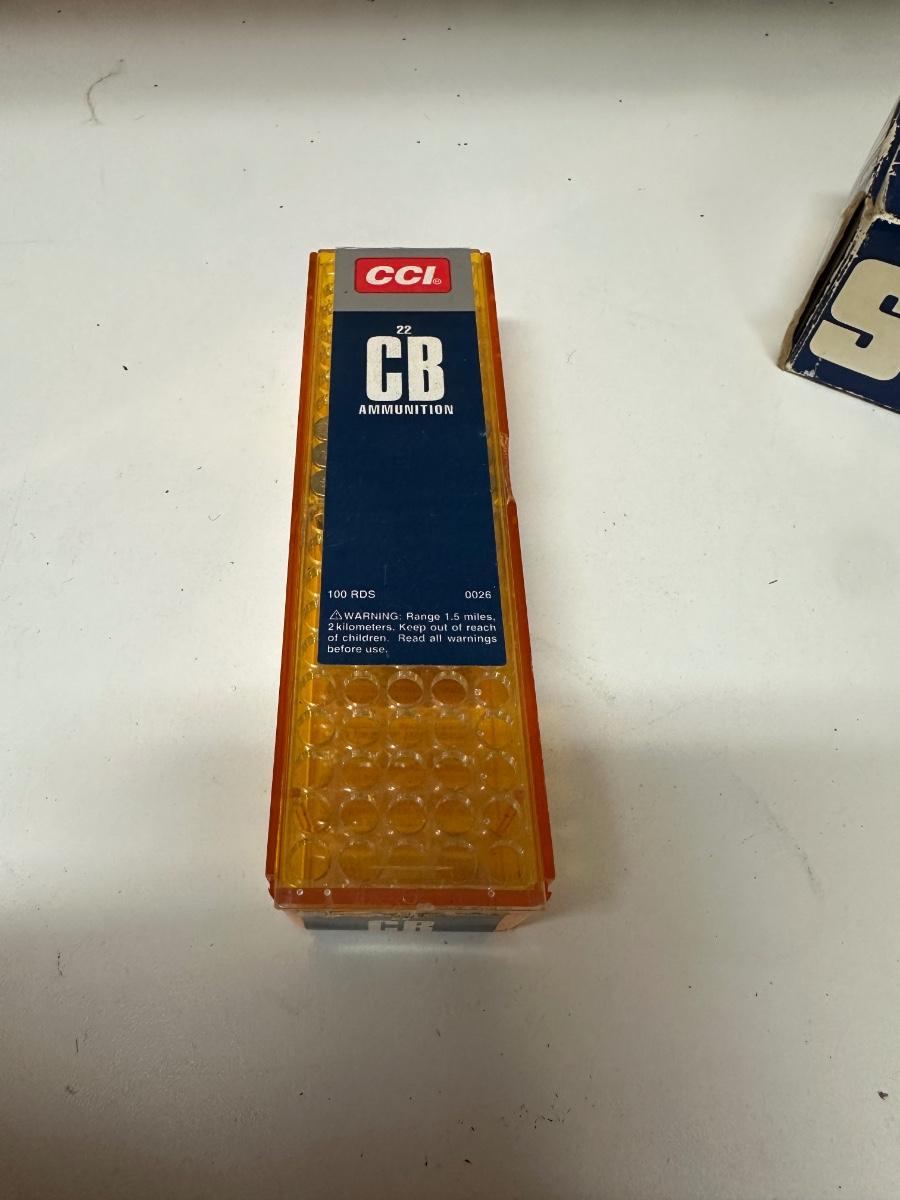 CCI®
22
CB
AMMUNITION
100 RDS 0026
⚠WARNING: Range 1.5 miles,
2 kilometers. Keep out of reach
of children. Read all warnings
before use.
CB
S